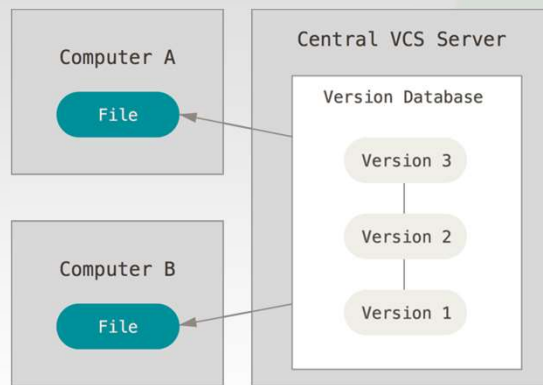 Computer A
File
Computer B
File
Central VCS Server
Version Database
Version 3
Version 2
Version 1